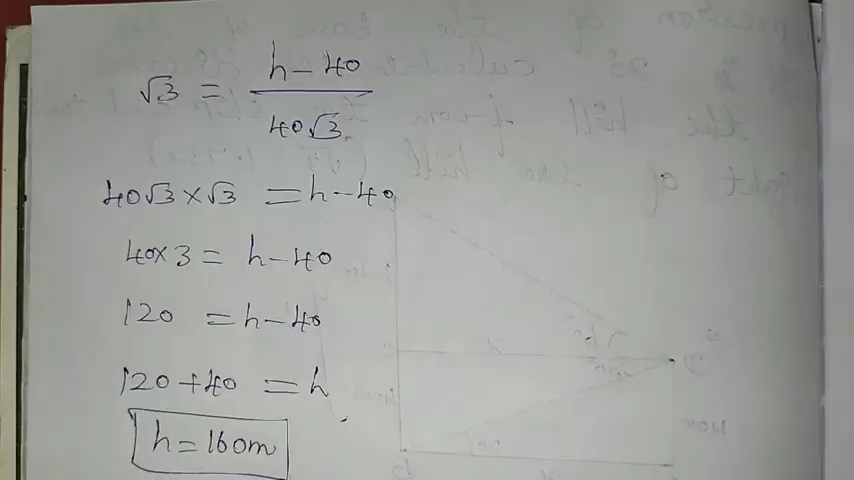 √3 = h-40 / 40√3
40√3 × √3 = h-40
40×3 = h-40
120 = h-40
120+40 = h
h=160m